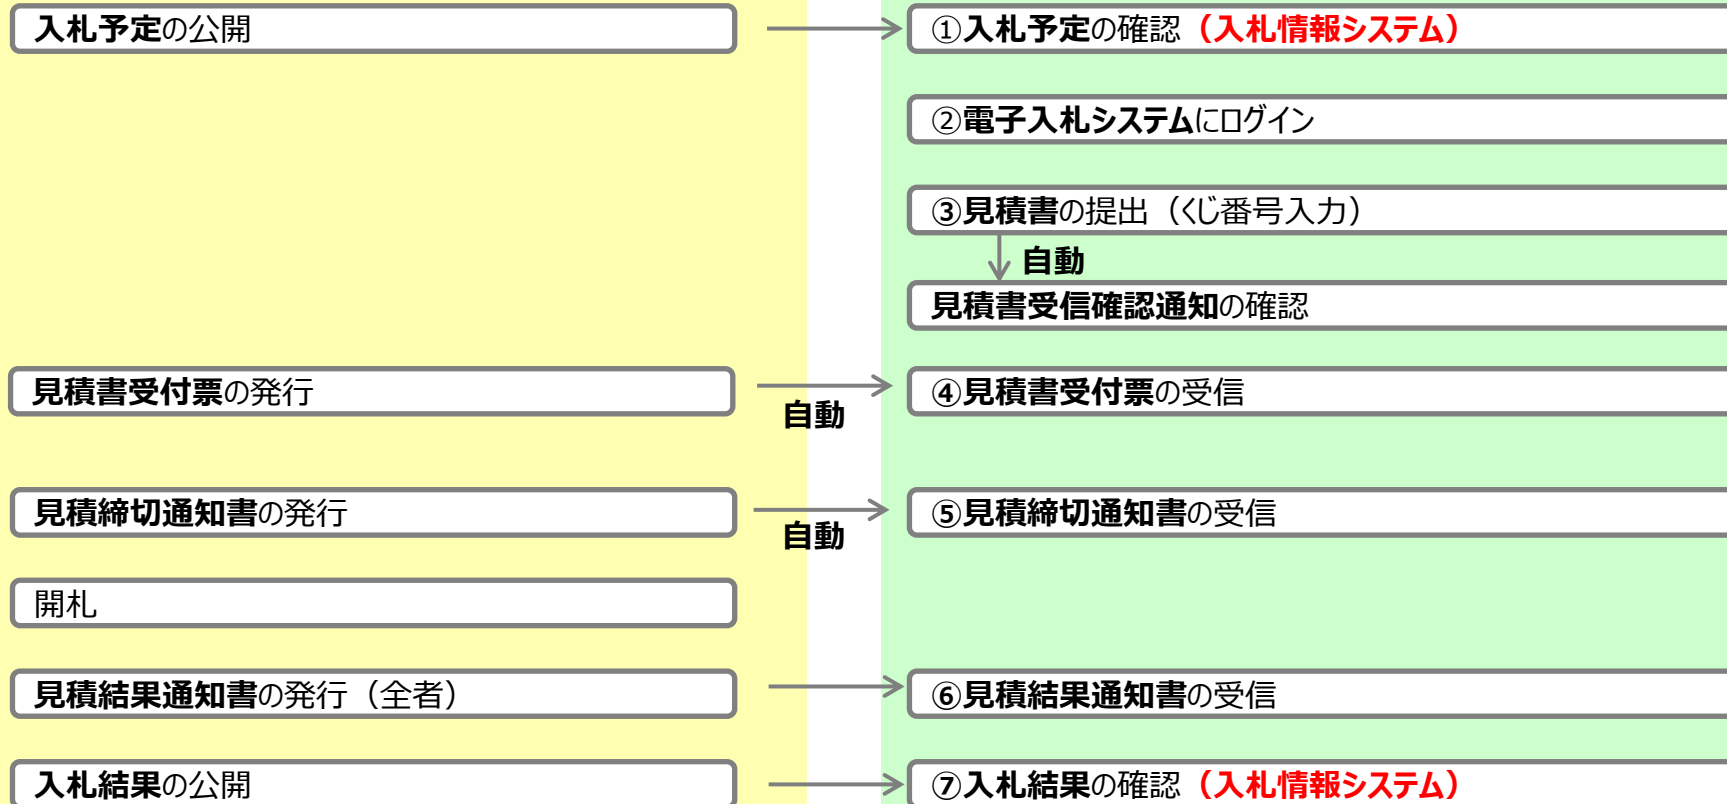 入札予定の公開
①入札予定の確認（入札情報システム）
②電子入札システムにログイン
③見積書の提出（くじ番号入力）
自動
見積書受信確認通知の確認
見積書受付票の発行
自動
④見積書受付票の受信
見積締切通知書の発行
自動
⑤見積締切通知書の受信
開札
見積結果通知書の発行（全者）
⑥見積結果通知書の受信
入札結果の公開
⑦入札結果の確認（入札情報システム）